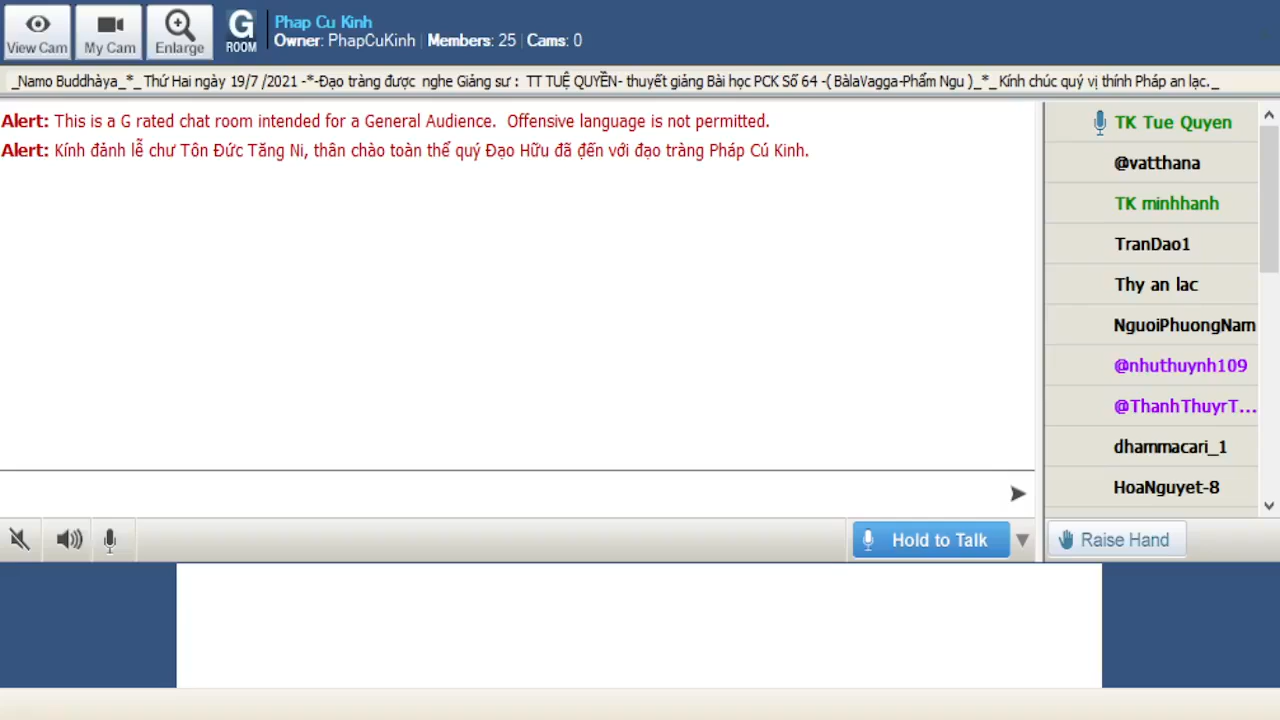 View Cam
My Cam
Enlarge
G
ROOM
Phap Cu Kinh
Owner: PhapCuKinh | Members: 25 | Cams: 0
_Namo Buddhàya_*_ Thứ Hai ngày 19/7 /2021 -*-Đạo tràng được nghe Giảng sư : TT TUỆ QUYỀN- thuyết giảng Bài học PCK Số 64 -( BàlaVagga-Phẩm Ngu )_*_Kính chúc quý vị thính Pháp an lạc._
Alert: This is a G rated chat room intended for a General Audience. Offensive language is not permitted.
Alert: Kính đảnh lễ chư Tôn Đức Tăng Ni, thân chào toàn thể quý Đạo Hữu đã đến với đạo tràng Pháp Cú Kinh.
TK Tue Quyen
@vatthana
TK minhhanh
TranDao1
Thy an lac
NguoiPhuongNam
@nhuthuynh109
@ThanhThuyrT...
dhammacari_1
HoaNguyet-8
Hold to Talk
Raise Hand